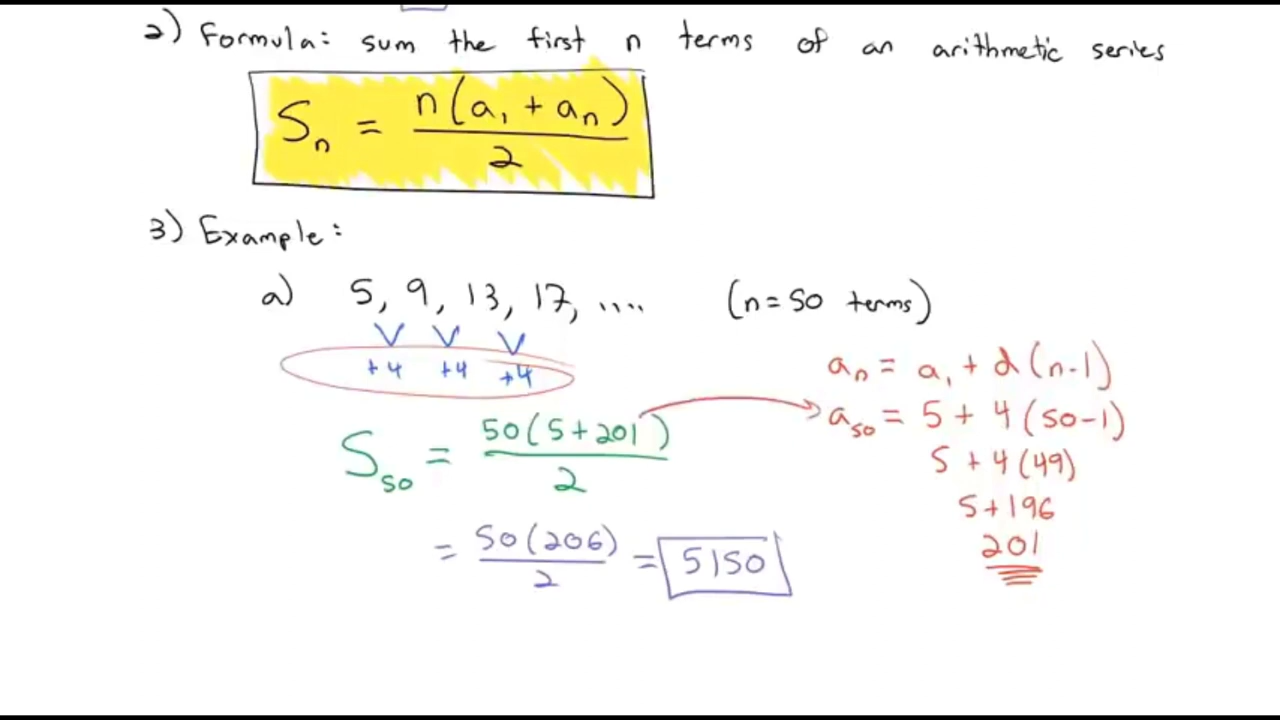 2) Formula: sum the first n terms of an arithmetic series
Sₙ = n(a₁ + aₙ) / 2
3) Example:
a) 5, 9, 13, 17, .... (n=50 terms)
+4 +4 +4
aₙ = a₁ + d(n-1)
a₅₀ = 5 + 4(50-1)
5 + 4(49)
5+196
201
S₅₀ = 50(5+201) / 2
= 50(206) / 2 = 5150